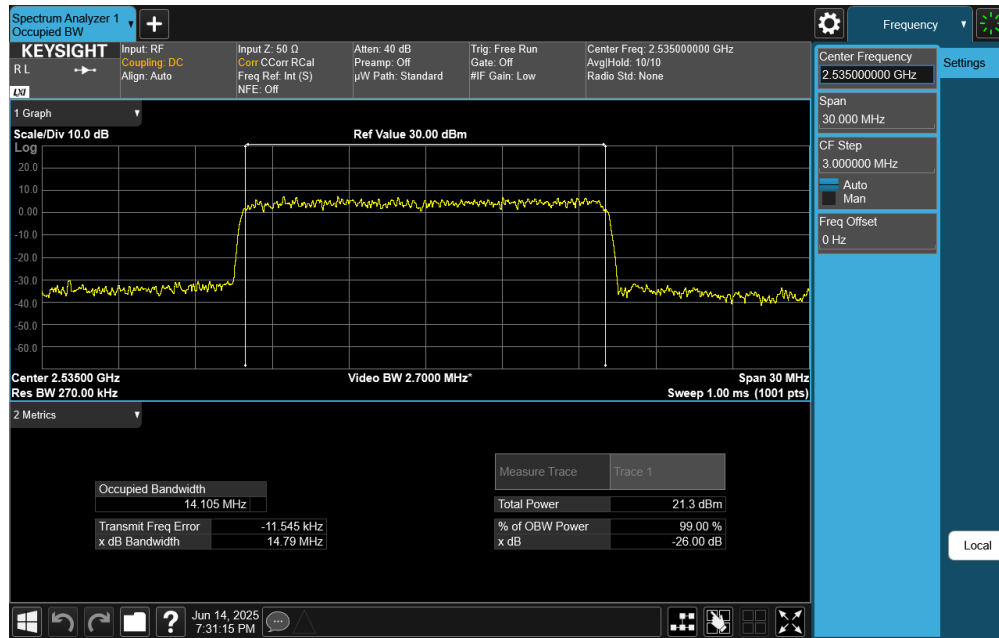 Spectrum Analyzer 1
Occupied BW
+
Frequency
KEYSIGHT
R L
LXI
Input: RF
Coupling: DC
Align: Auto
Input Z: 50 Ω
Corr CCorr RCal
Freq Ref: Int (S)
NFE: Off
Atten: 40 dB
Preamp: Off
µW Path: Standard
Trig: Free Run
Gate: Off
#IF Gain: Low
Center Freq: 2.535000000 GHz
Avg|Hold: 10/10
Radio Std: None
Center Frequency
2.535000000 GHz
Settings
Span
30.000 MHz
CF Step
3.000000 MHz
Auto
Man
Freq Offset
0 Hz
Local
1 Graph
Scale/Div 10.0 dB
Ref Value 30.00 dBm
Log
20.0
10.0
0.00
-10.0
-20.0
-30.0
-40.0
-50.0
-60.0
Center 2.53500 GHz
Video BW 2.7000 MHz*
Span 30 MHz
Res BW 270.00 kHz
Sweep 1.00 ms (1001 pts)
2 Metrics
Measure Trace Trace 1
Occupied Bandwidth
14.105 MHz
Total Power 21.3 dBm
Transmit Freq Error -11.545 kHz
% of OBW Power 99.00 %
x dB Bandwidth 14.79 MHz
x dB -26.00 dB
?
Jun 14, 2025
7:31:15 PM